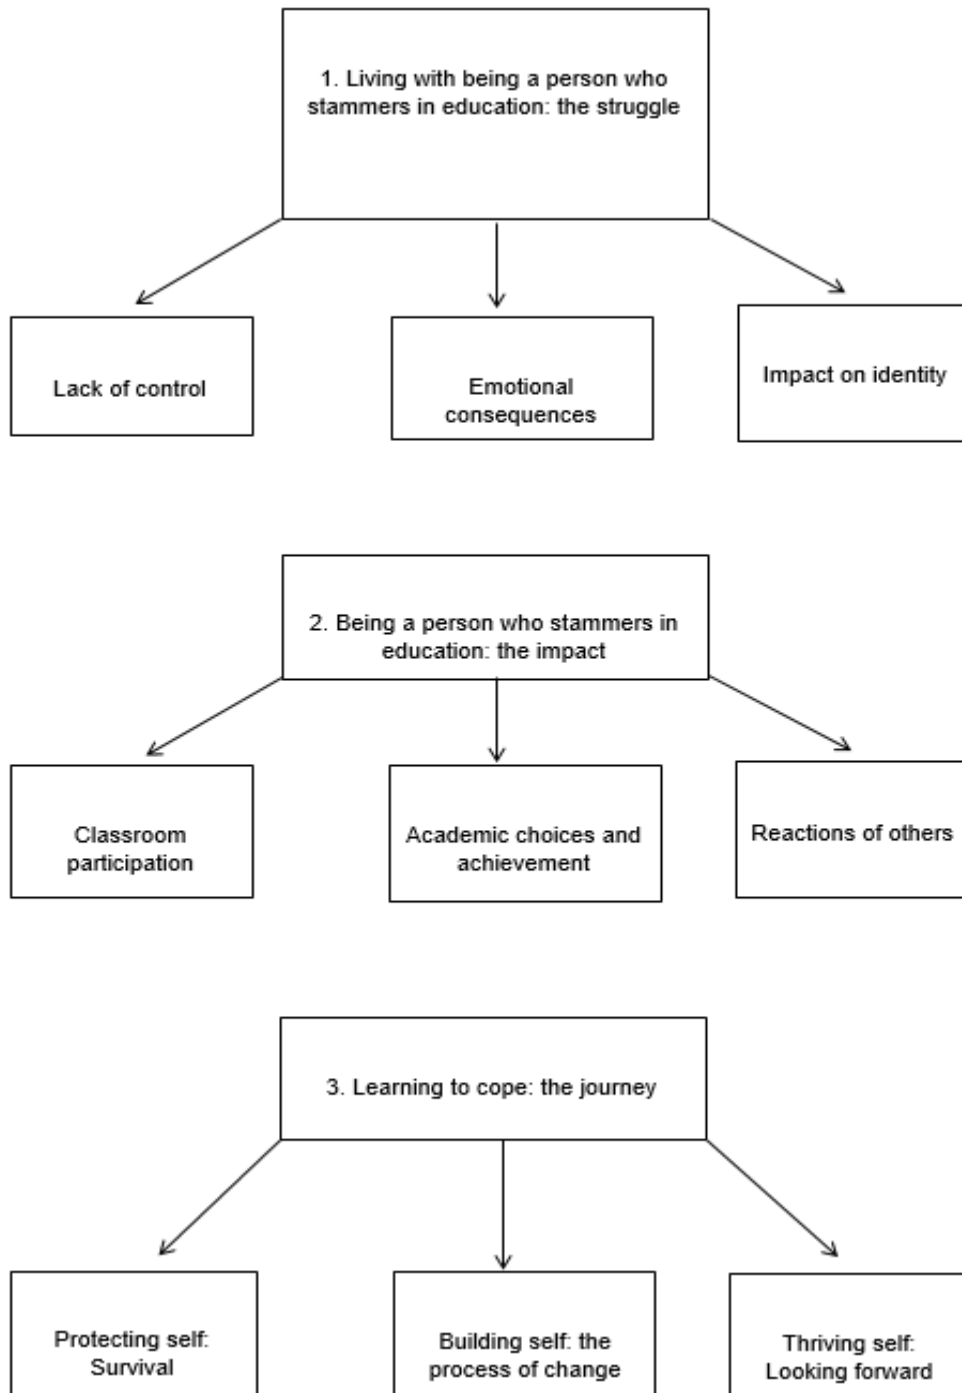 1. Living with being a person who
stammers in education: the struggle
Lack of control
Emotional
consequences
Impact on identity
2. Being a person who stammers in
education: the impact
Classroom
participation
Academic choices and
achievement
Reactions of others
3. Learning to cope: the journey
Protecting self:
Survival
Building self: the
process of change
Thriving self:
Looking forward